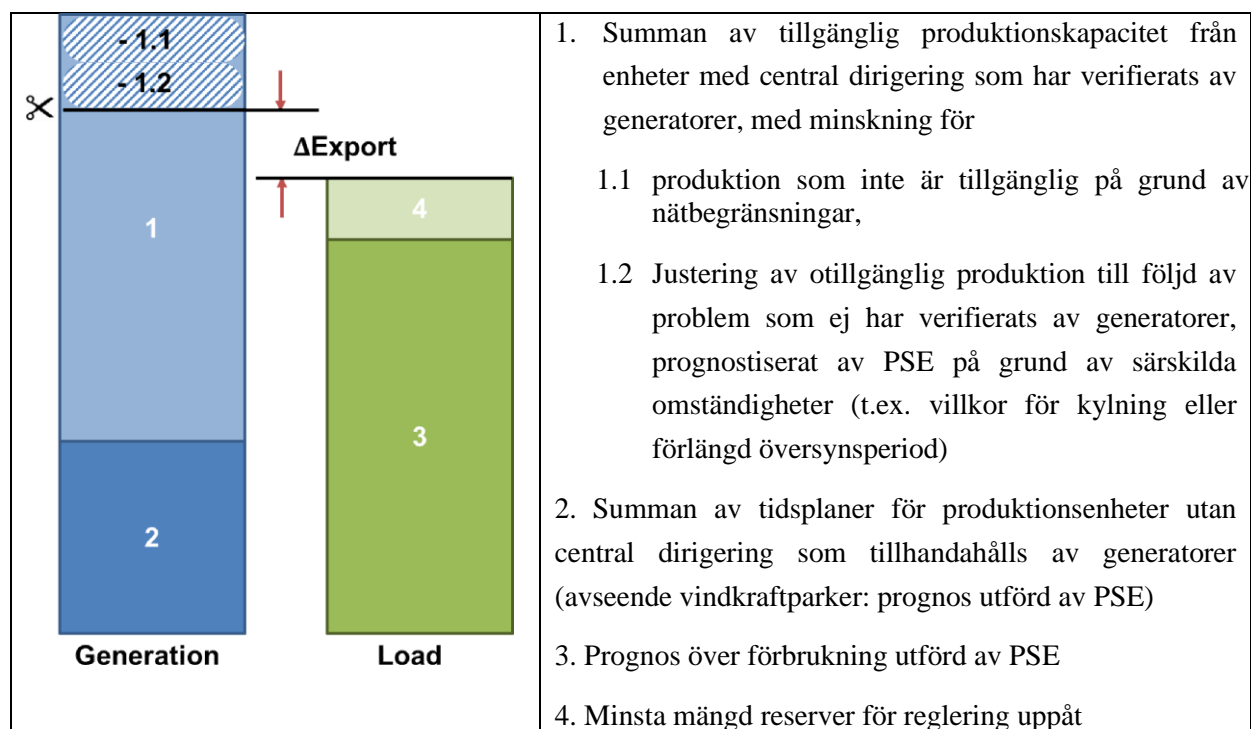 - 1.1
- 1.2
ΔExport
1
4
3
2
Generation
Load
1. Summan av tillgänglig produktionskapacitet från
enheter med central dirigering som har verifierats av
generatorer, med minskning för
1.1 produktion som inte är tillgänglig på grund av
nätbegränsningar,
1.2 Justering av otillgänglig produktion till följd av
problem som ej har verifierats av generatorer,
prognostiserat av PSE på grund av särskilda
omständigheter (t.ex. villkor för kylning eller
förlängd översynsperiod)
2. Summan av tidsplaner för produktionsenheter utan
central dirigering som tillhandahålls av generatorer
(avseende vindkraftparker: prognos utförd av PSE)
3. Prognos över förbrukning utförd av PSE
4. Minsta mängd reserver för reglering uppåt